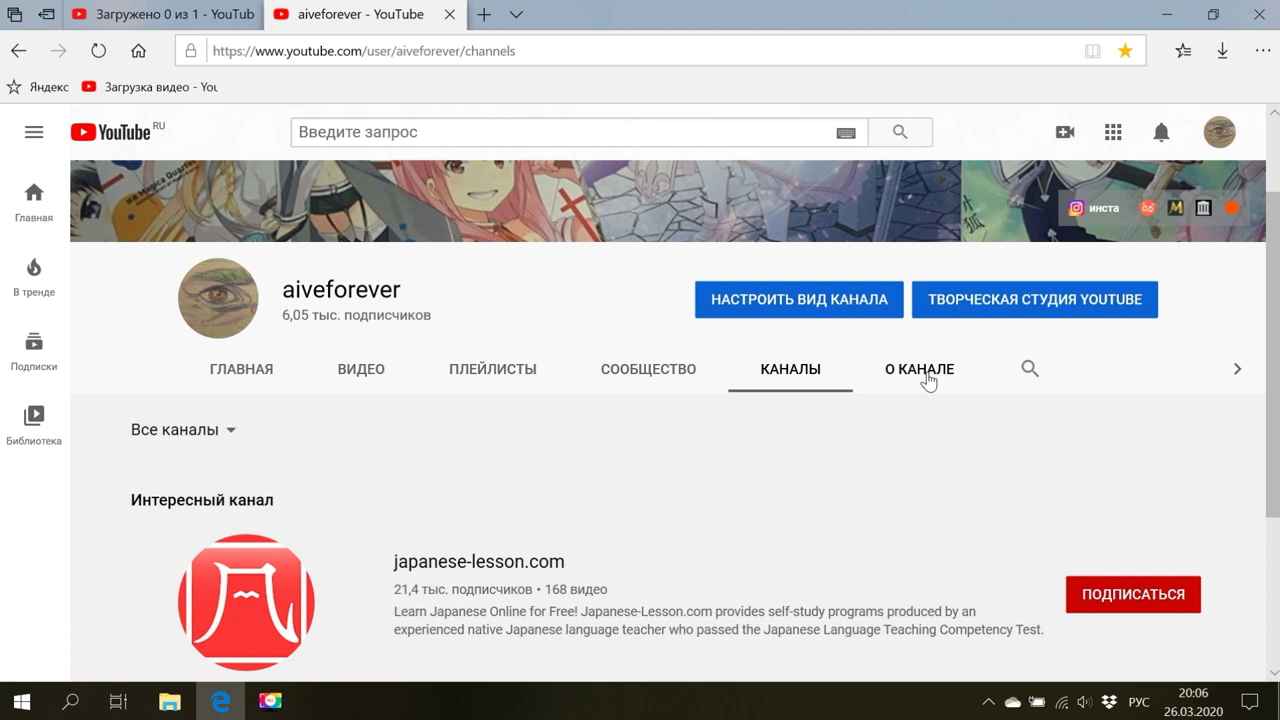 Загружено 0 из 1 - YouTub
aiveforever - YouTube
https://www.youtube.com/user/aiveforever/channels
Яндекс
Загрузка видео - You
YouTube RU
Введите запрос
Главная
В тренде
Подписки
Библиотека
инста
aiveforever
6,05 тыс. подписчиков
НАСТРОИТЬ ВИД КАНАЛА
ТВОРЧЕСКАЯ СТУДИЯ YOUTUBE
ГЛАВНАЯ ВИДЕО ПЛЕЙЛИСТЫ СООБЩЕСТВО КАНАЛЫ О КАНАЛЕ
Все каналы
Интересный канал
japanese-lesson.com
21,4 тыс. подписчиков • 168 видео
Learn Japanese Online for Free! Japanese-Lesson.com provides self-study programs produced by an
experienced native Japanese language teacher who passed the Japanese Language Teaching Competency Test.
ПОДПИСАТЬСЯ
РУС
20:06
26.03.2020